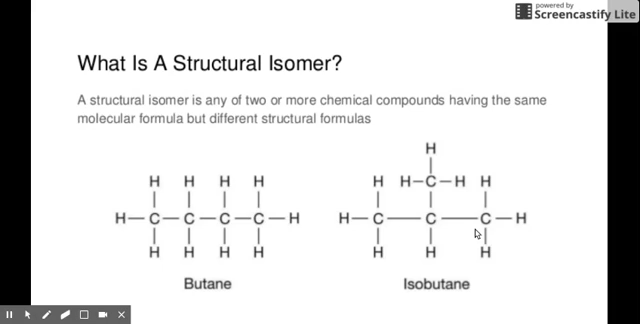 powered by
Screencastify Lite
What Is A Structural Isomer?
A structural isomer is any of two or more chemical compounds having the same
molecular formula but different structural formulas
H
H H H H H H-C-H H
H-C-C-C-C-H H-C-C-C-H
H H H H H H H
Butane Isobutane